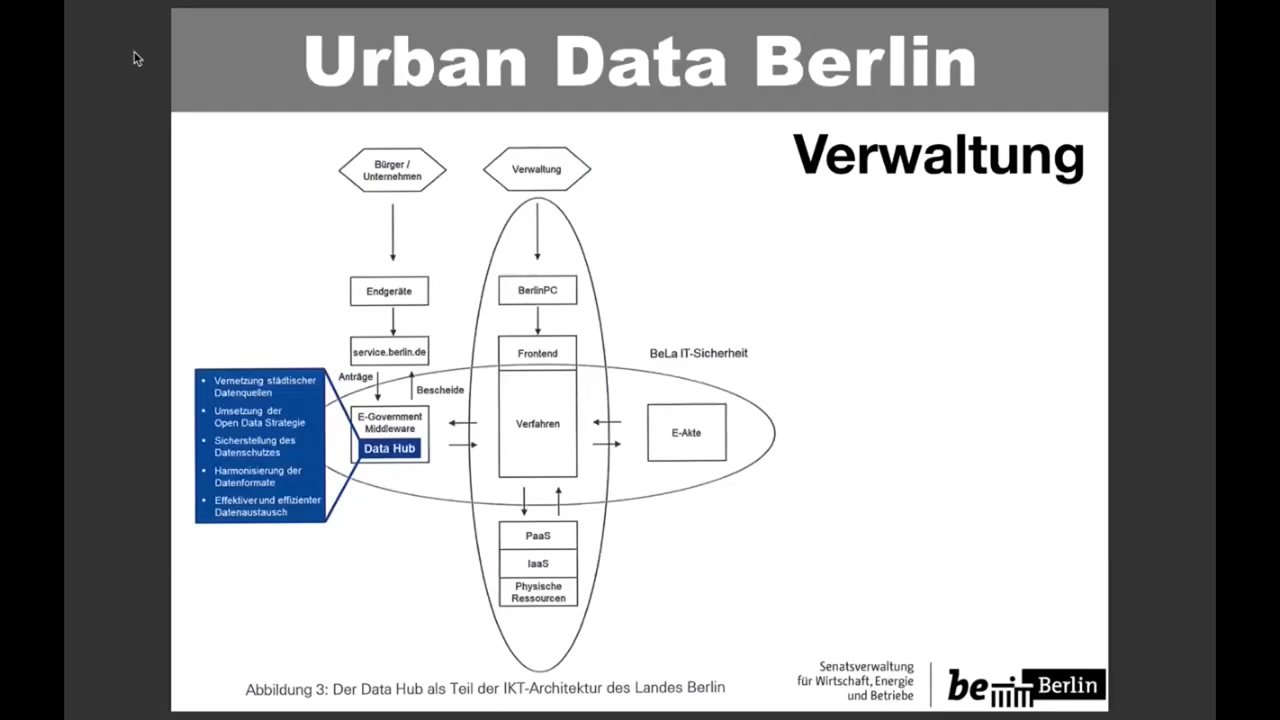 Urban Data Berlin
Verwaltung
Bürger /
Unternehmen
Verwaltung
Endgeräte
BerlinPC
service.berlin.de
Frontend
BeLa IT-Sicherheit
Anträge
Bescheide
• Vernetzung städtischer
Datenquellen
• Umsetzung der
Open Data Strategie
• Sicherstellung des
Datenschutzes
• Harmonisierung der
Datenformate
• Effektiver und effizienter
Datenaustausch
E-Government
Middleware
Data Hub
Verfahren
E-Akte
PaaS
IaaS
Physische
Ressourcen
Abbildung 3: Der Data Hub als Teil der IKT-Architektur des Landes Berlin
Senatsverwaltung
für Wirtschaft, Energie
und Betriebe
be Berlin